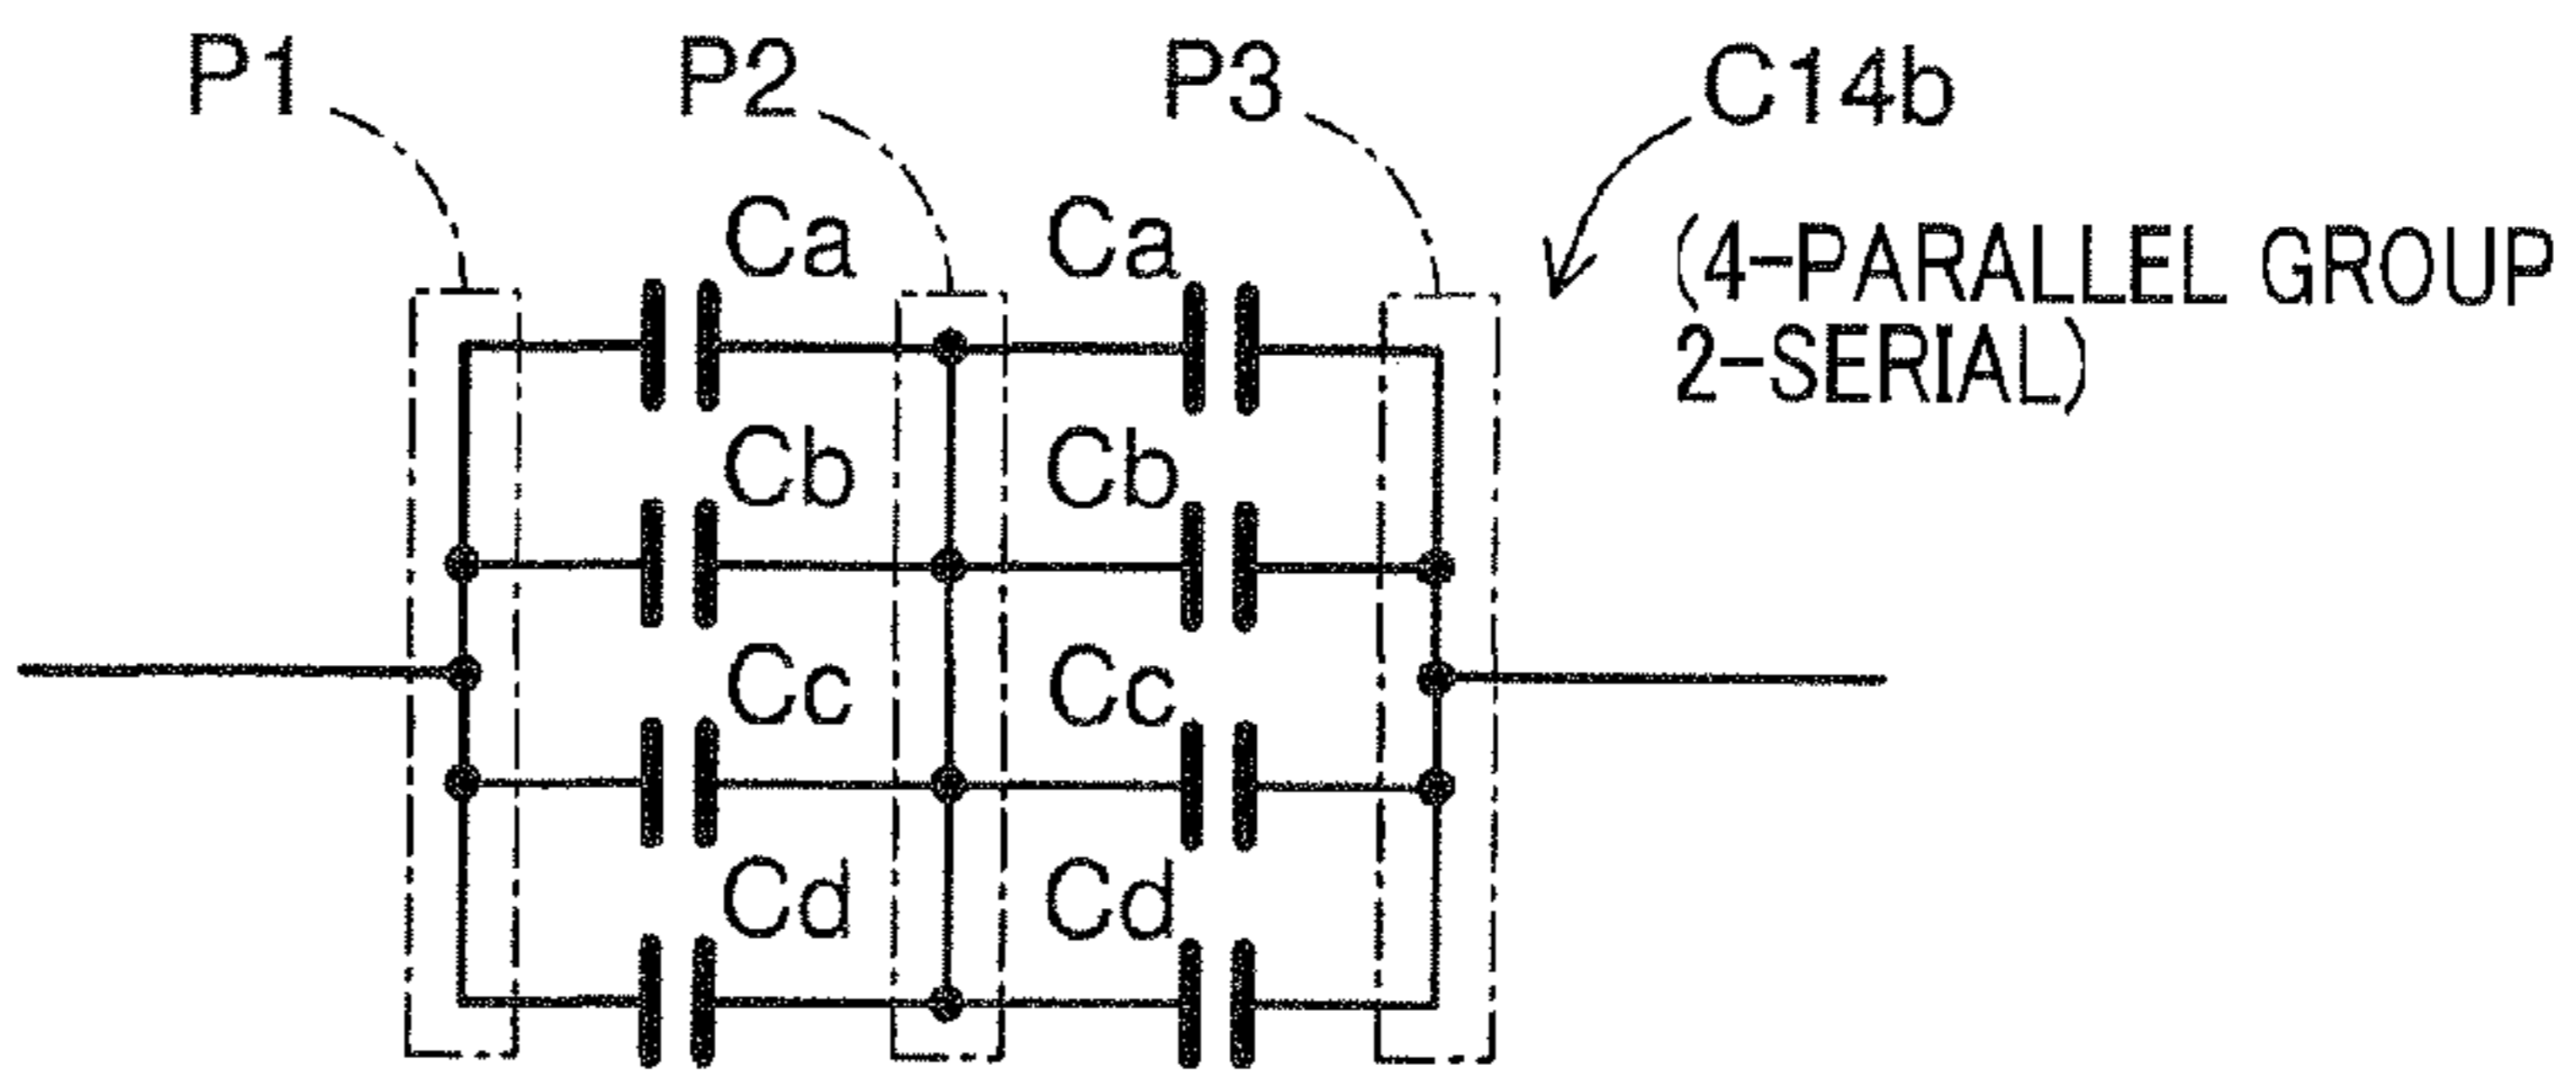 P1 P2 P3 C14b
(4-PARALLEL GROUP
2-SERIAL)
Ca Ca
Cb Cb
Cc Cc
Cd Cd